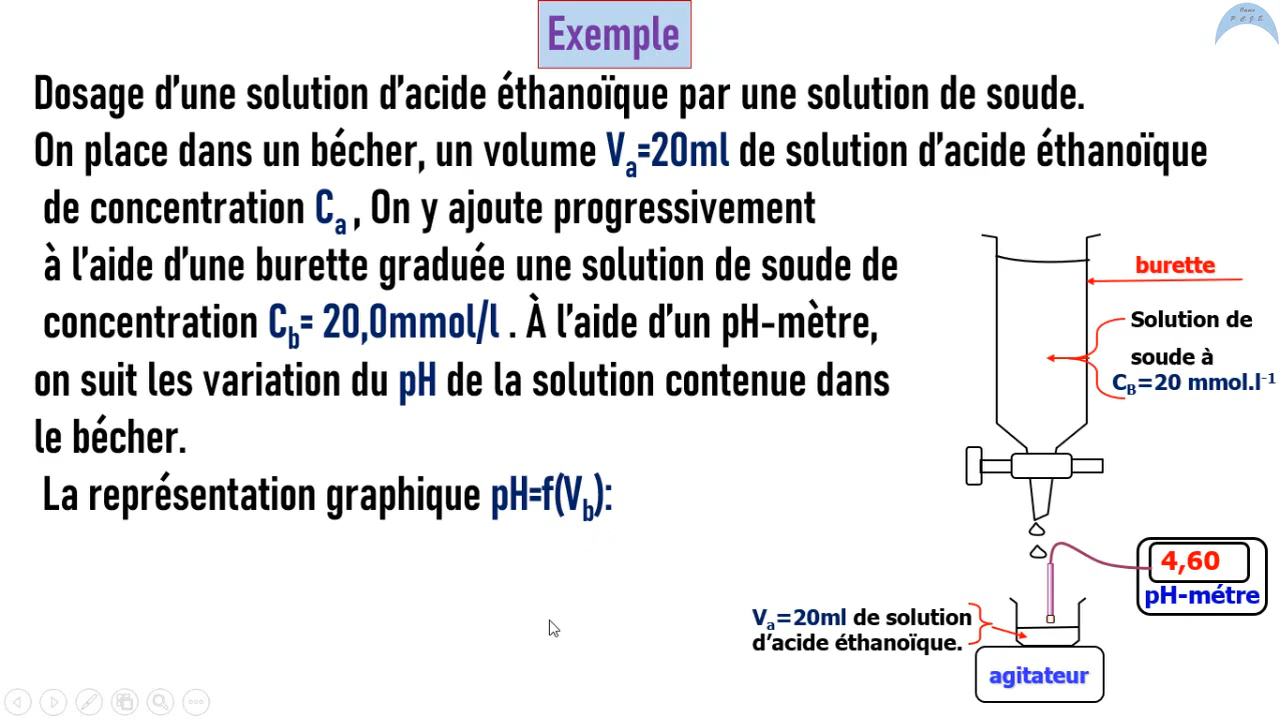 Exemple
Cours
P.C.J.E.
Dosage d'une solution d'acide éthanoïque par une solution de soude.
On place dans un bécher, un volume Va=20ml de solution d'acide éthanoïque
de concentration Ca , On y ajoute progressivement
à l'aide d'une burette graduée une solution de soude de
concentration Cb= 20,0mmol/l . À l'aide d'un pH-mètre,
on suit les variation du pH de la solution contenue dans
le bécher.
La représentation graphique pH=f(Vb):
burette
Solution de
soude à
CB=20 mmol.l-1
4,60
pH-métre
Va=20ml de solution
d'acide éthanoïque.
agitateur